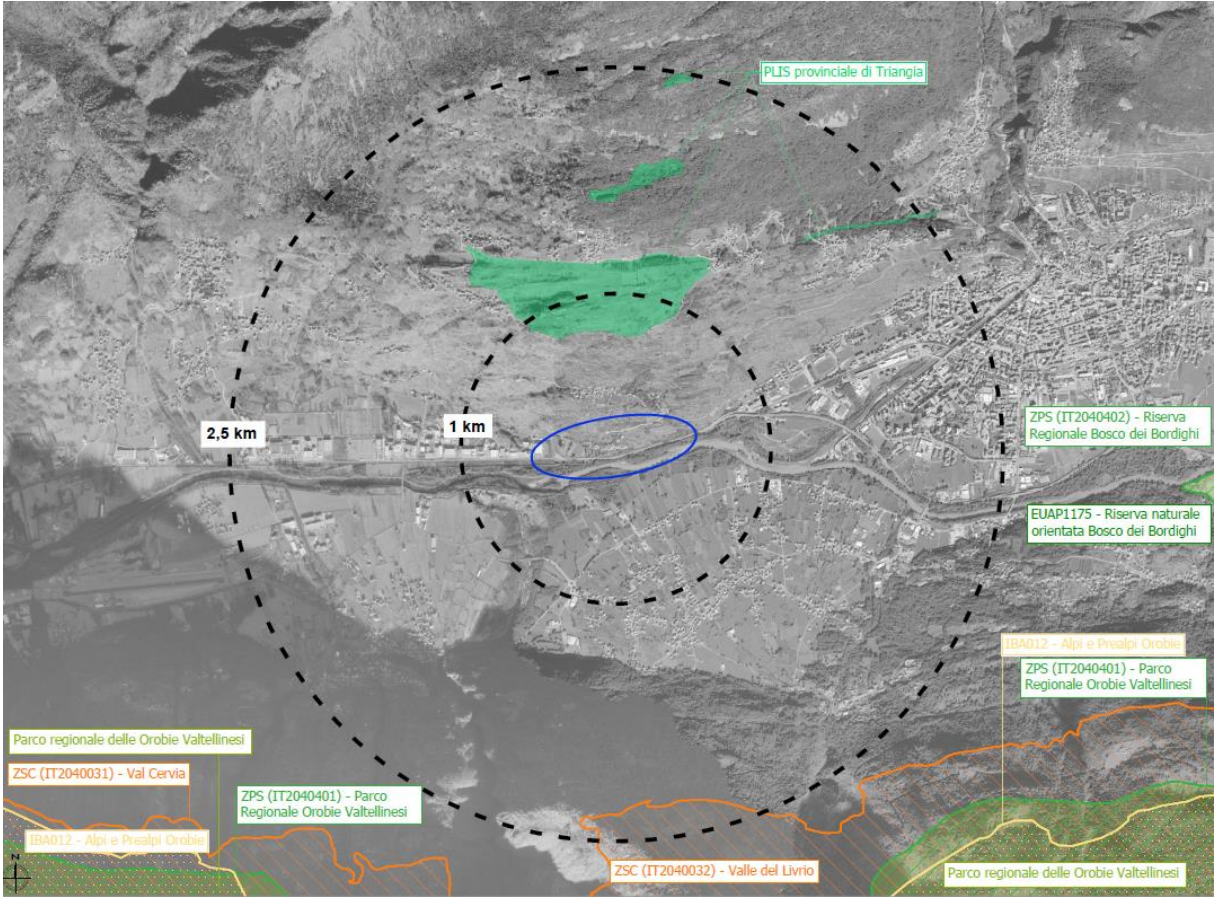 PLIS provinciale di Triangia
2,5 km
1 km
ZPS (IT2040402) - Riserva
Regionale Bosco dei Bordighi
EUAP1175 - Riserva naturale
orientata Bosco dei Bordighi
IBA012 - Alpi e Prealpi Orobie
ZPS (IT2040401) - Parco
Regionale Orobie Valtellinesi
Parco regionale delle Orobie Valtellinesi
ZSC (IT2040031) - Val Cervia
ZPS (IT2040401) - Parco
Regionale Orobie Valtellinesi
IBA012 - Alpi e Prealpi Orobie
ZSC (IT2040032) - Valle del Livrio
Parco regionale delle Orobie Valtellinesi
N